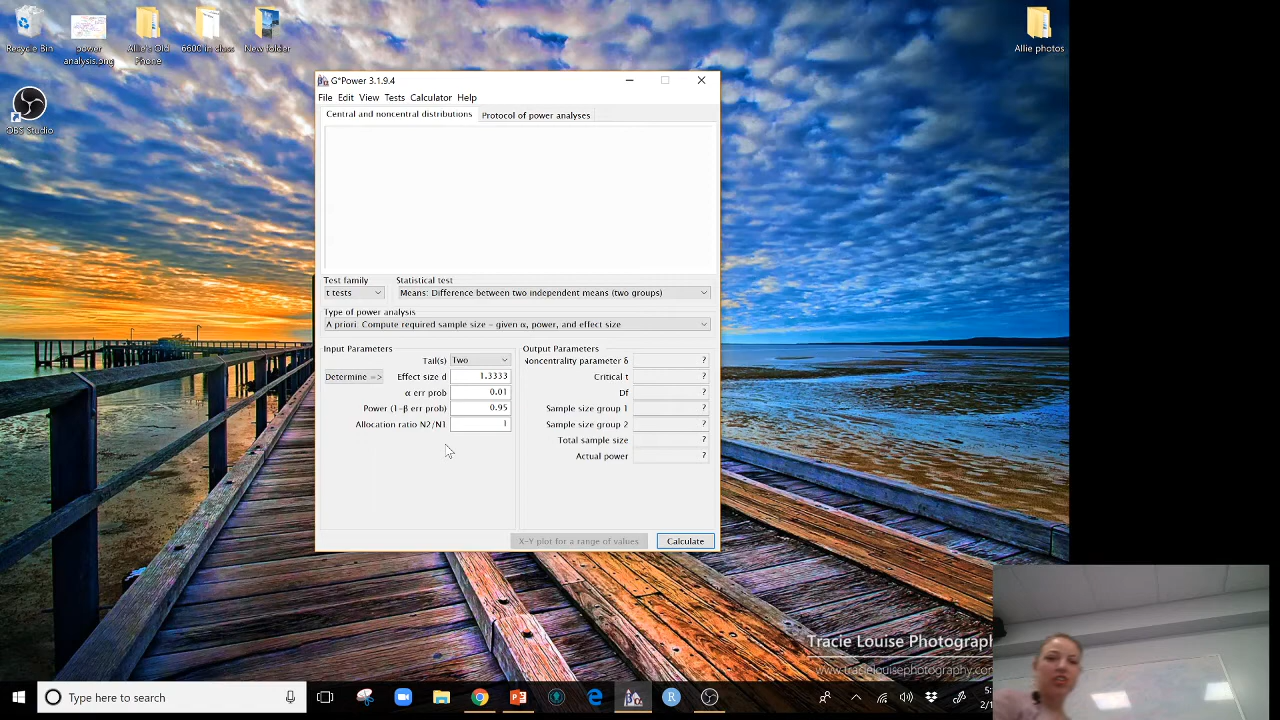 Recycle Bin
power
analysis.png
Allie's Old
Phone
6600 in class
New folder
Allie photos
OBS Studio
G*Power 3.1.9.4
File Edit View Tests Calculator Help
Central and noncentral distributions
Protocol of power analyses
Test family
Statistical test
t tests
Means: Difference between two independent means (two groups)
Type of power analysis
A priori: Compute required sample size - given α, power, and effect size
Input Parameters
Output Parameters
Tail(s) Two
Noncentrality parameter δ ?
Determine => Effect size d 1.3333
Critical t ?
α err prob 0.01
Df ?
Power (1-β err prob) 0.95
Sample size group 1 ?
Allocation ratio N2/N1 1
Sample size group 2 ?
Total sample size ?
Actual power ?
X-Y plot for a range of values
Calculate
Tracie Louise Photograph
www.tracielouisephotography.com
Type here to search
5:
2/1